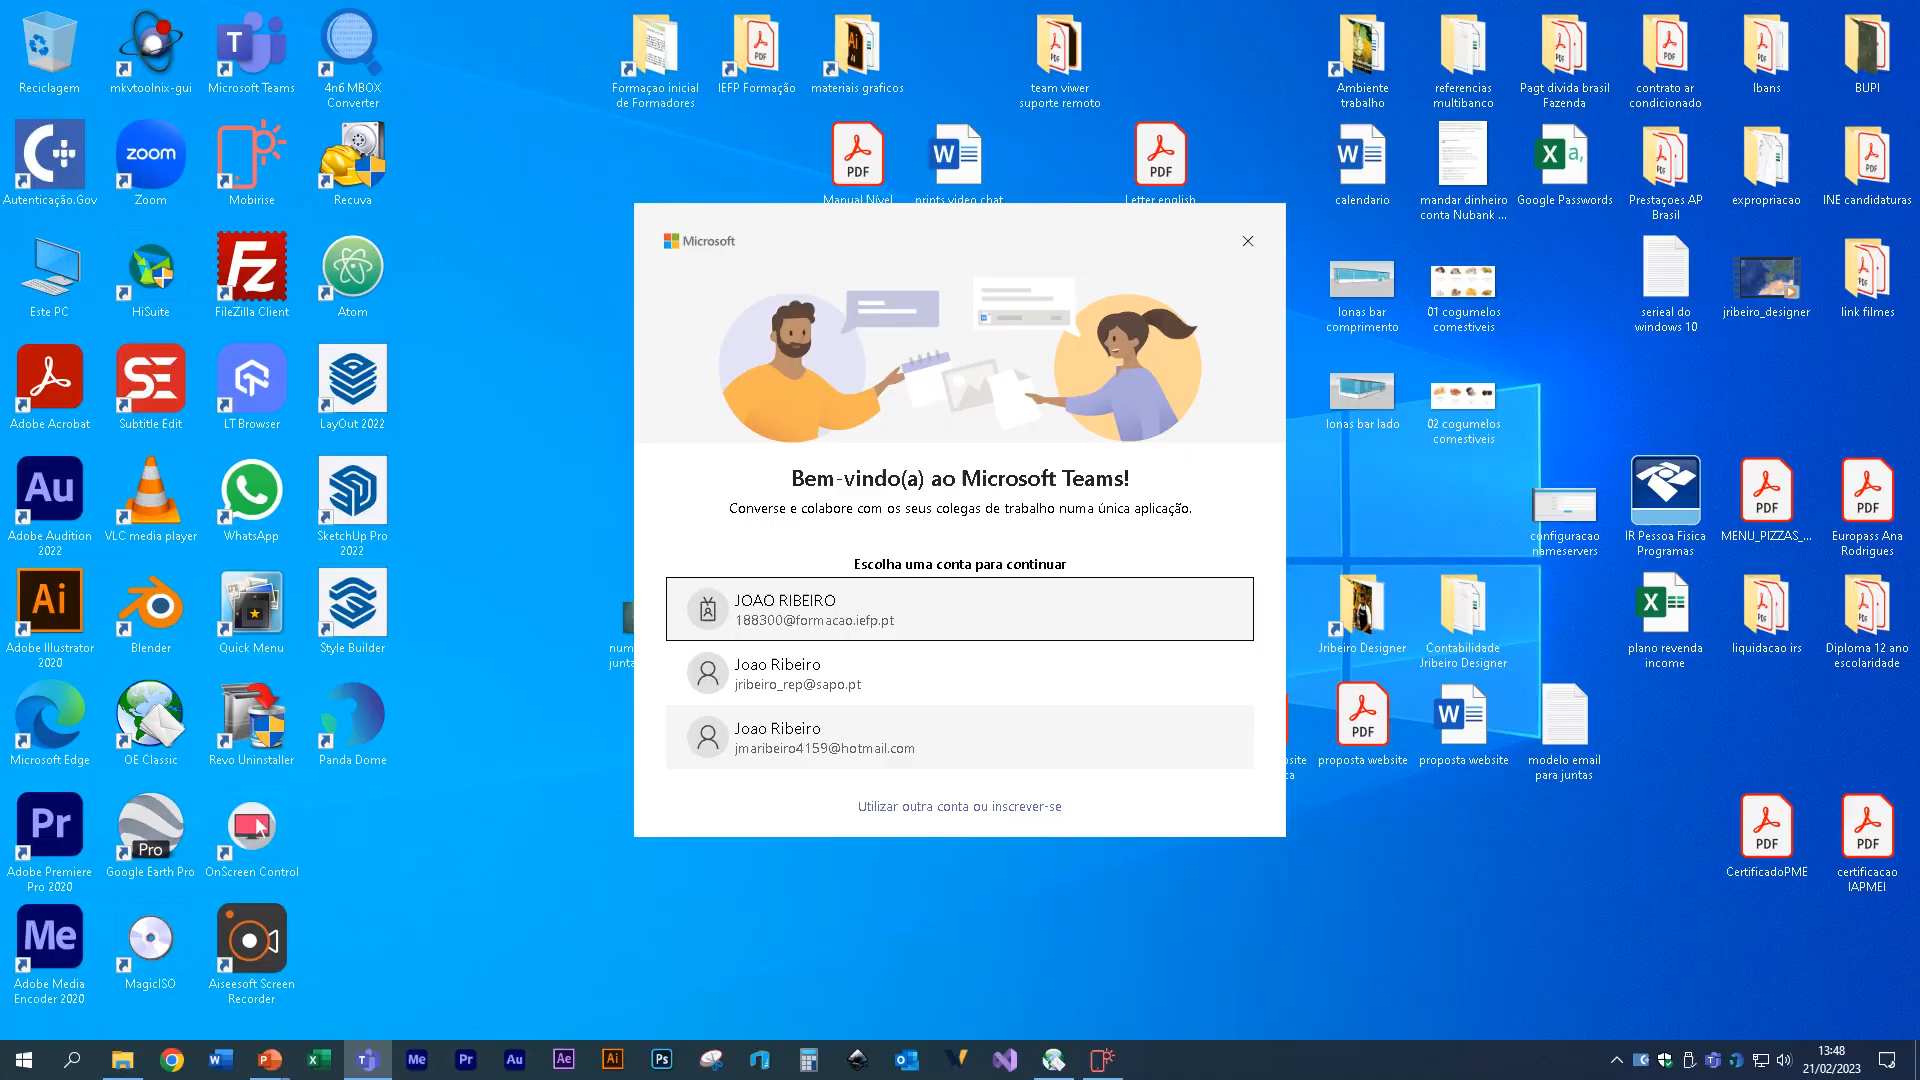 Reciclagem
mkvtoolnix-gui
Microsoft Teams
4n6 MBOX
Converter
Formaçao inicial
de Formadores
IEFP Formação
materiais graficos
team viwer
suporte remoto
Ambiente
trabalho
referencias
multibanco
Pagt divida brasil
Fazenda
contrato ar
condicionado
Ibans
BUPI
Autenticação.Gov
zoom
Zoom
Mobirise
Recuva
Manual Nível
prints video chat
Letter english
calendario
mandar dinheiro
conta Nubank ...
Google Passwords
Prestaçoes AP
Brasil
expropriacao
INE candidaturas
Este PC
HiSuite
FileZilla Client
Atom
lonas bar
comprimento
01 cogumelos
comestiveis
serieal do
windows 10
jribeiro_designer
link filmes
Adobe Acrobat
Subtitle Edit
LT Browser
LayOut 2022
lonas bar lado
02 cogumelos
comestiveis
Adobe Audition
2022
VLC media player
WhatsApp
SketchUp Pro
2022
configuracao
nameservers
IR Pessoa Fisica
Programas
MENU_PIZZAS_...
Europass Ana
Rodrigues
Adobe Illustrator
2020
Blender
Quick Menu
Style Builder
num
junta
Jribeiro Designer
Contabilidade
Jribeiro Designer
plano revenda
income
liquidacao irs
Diploma 12 ano
escolaridade
Microsoft Edge
OE Classic
Revo Uninstaller
Panda Dome
proposta website
proposta website
modelo email
para juntas
Adobe Premiere
Pro 2020
Pro
Google Earth Pro
OnScreen Control
CertificadoPME
certificacao
IAPMEI
Adobe Media
Encoder 2020
MagicISO
Aiseesoft Screen
Recorder
Microsoft
Bem-vindo(a) ao Microsoft Teams!
Converse e colabore com os seus colegas de trabalho numa única aplicação.
Escolha uma conta para continuar
JOAO RIBEIRO
188300@formacao.iefp.pt
Joao Ribeiro
jribeiro_rep@sapo.pt
Joao Ribeiro
jmaribeiro4159@hotmail.com
Utilizar outra conta ou inscrever-se
13:48
21/02/2023